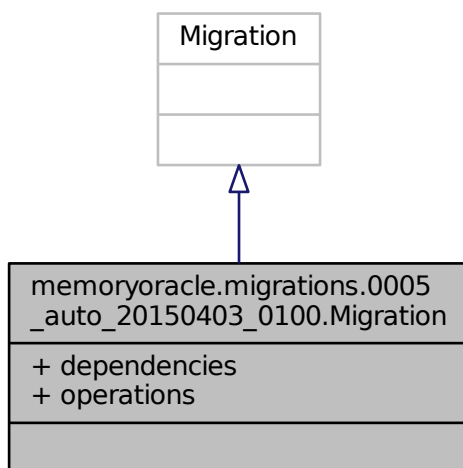 Migration
memoryoracle.migrations.0005
_auto_20150403_0100.Migration
+ dependencies
+ operations